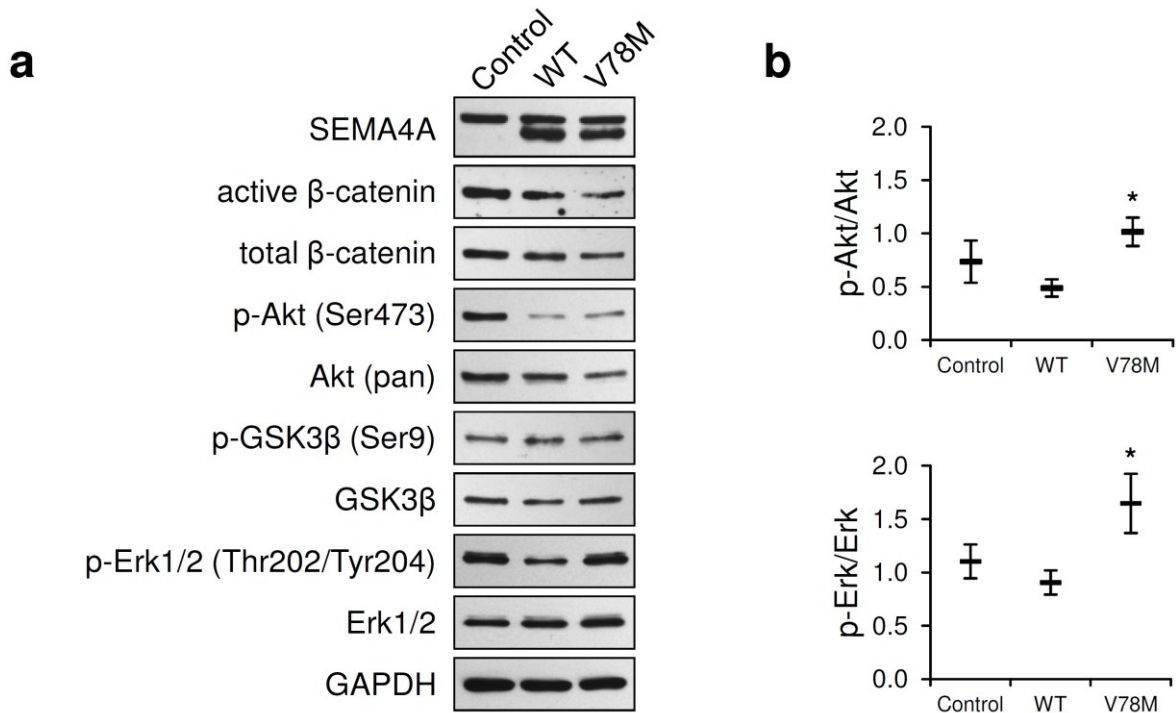 a
Control
WT
V78M
SEMA4A
active β-catenin
total β-catenin
p-Akt (Ser473)
Akt (pan)
p-GSK3β (Ser9)
GSK3β
p-Erk1/2 (Thr202/Tyr204)
Erk1/2
GAPDH
b
p-Akt/Akt
2.0
1.5
1.0
0.5
0.0
*
Control WT V78M
p-Erk/Erk
2.0
1.5
1.0
0.5
0.0
*
Control WT V78M